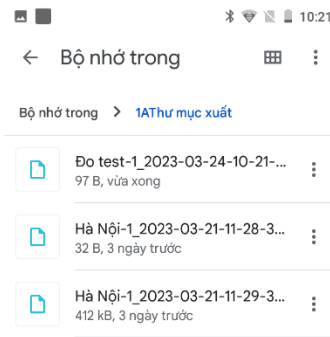 10:21
Bộ nhớ trong
Bộ nhớ trong > 1AThư mục xuất
Đo test-1_2023-03-24-10-21-...
97 B, vừa xong
Hà Nội-1_2023-03-21-11-28-3...
32 B, 3 ngày trước
Hà Nội-1_2023-03-21-11-29-3...
412 kB, 3 ngày trước